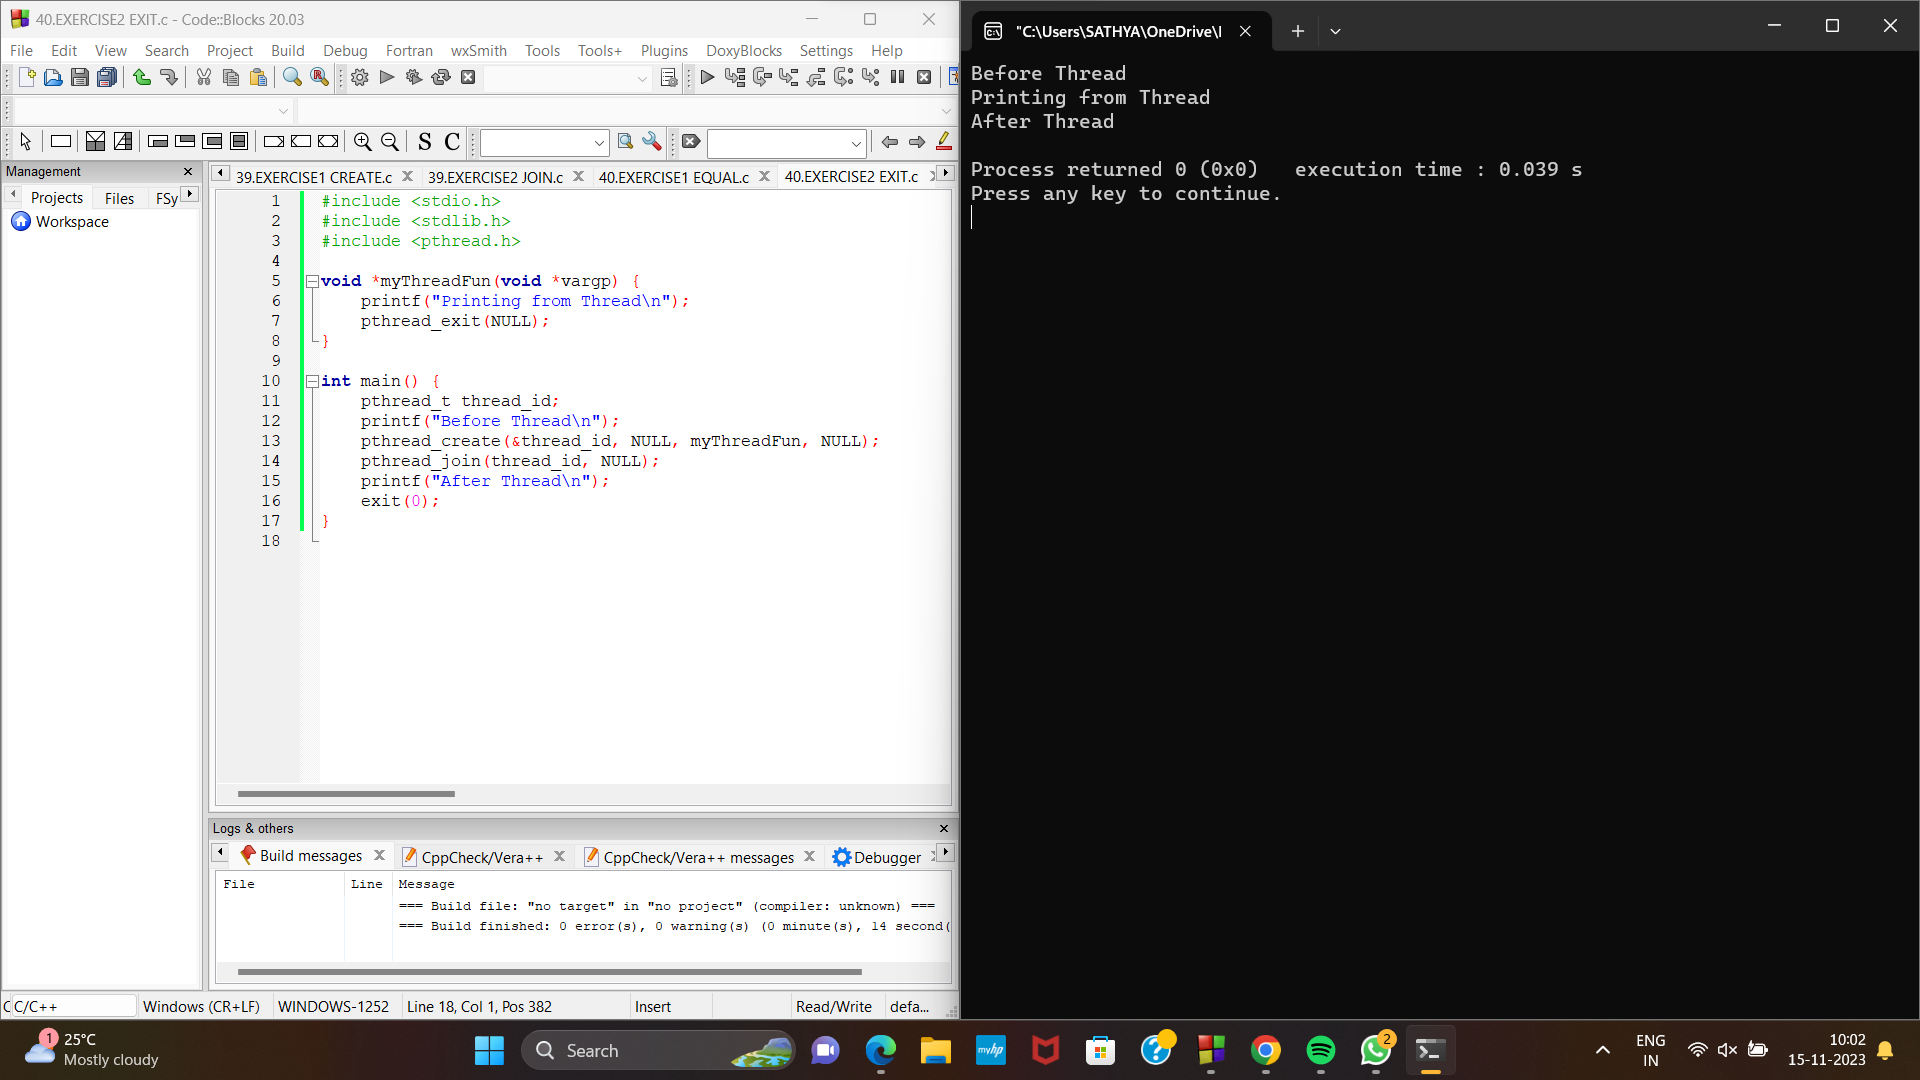 40.EXERCISE2 EXIT.c - Code::Blocks 20.03
File Edit View Search Project Build Debug Fortran wxSmith Tools Tools+ Plugins DoxyBlocks Settings Help
S C
Management
Projects Files FSy
Workspace
39.EXERCISE1 CREATE.c 39.EXERCISE2 JOIN.c 40.EXERCISE1 EQUAL.c 40.EXERCISE2 EXIT.c
1 #include <stdio.h>
2 #include <stdlib.h>
3 #include <pthread.h>
4
5 void *myThreadFun(void *vargp) {
6 printf("Printing from Thread\n");
7 pthread_exit(NULL);
8 }
9
10 int main() {
11 pthread_t thread_id;
12 printf("Before Thread\n");
13 pthread_create(&thread_id, NULL, myThreadFun, NULL);
14 pthread_join(thread_id, NULL);
15 printf("After Thread\n");
16 exit(0);
17 }
18
Logs & others
Build messages CppCheck/Vera++ CppCheck/Vera++ messages Debugger
File Line Message
=== Build file: "no target" in "no project" (compiler: unknown) ===
=== Build finished: 0 error(s), 0 warning(s) (0 minute(s), 14 second(
C C/C++ Windows (CR+LF) WINDOWS-1252 Line 18, Col 1, Pos 382 Insert Read/Write defa...
"C:\Users\SATHYA\OneDrive\I
Before Thread
Printing from Thread
After Thread
Process returned 0 (0x0) execution time : 0.039 s
Press any key to continue.
1
25°C
Mostly cloudy
Search
myhp
2
ENG
IN
10:02
15-11-2023